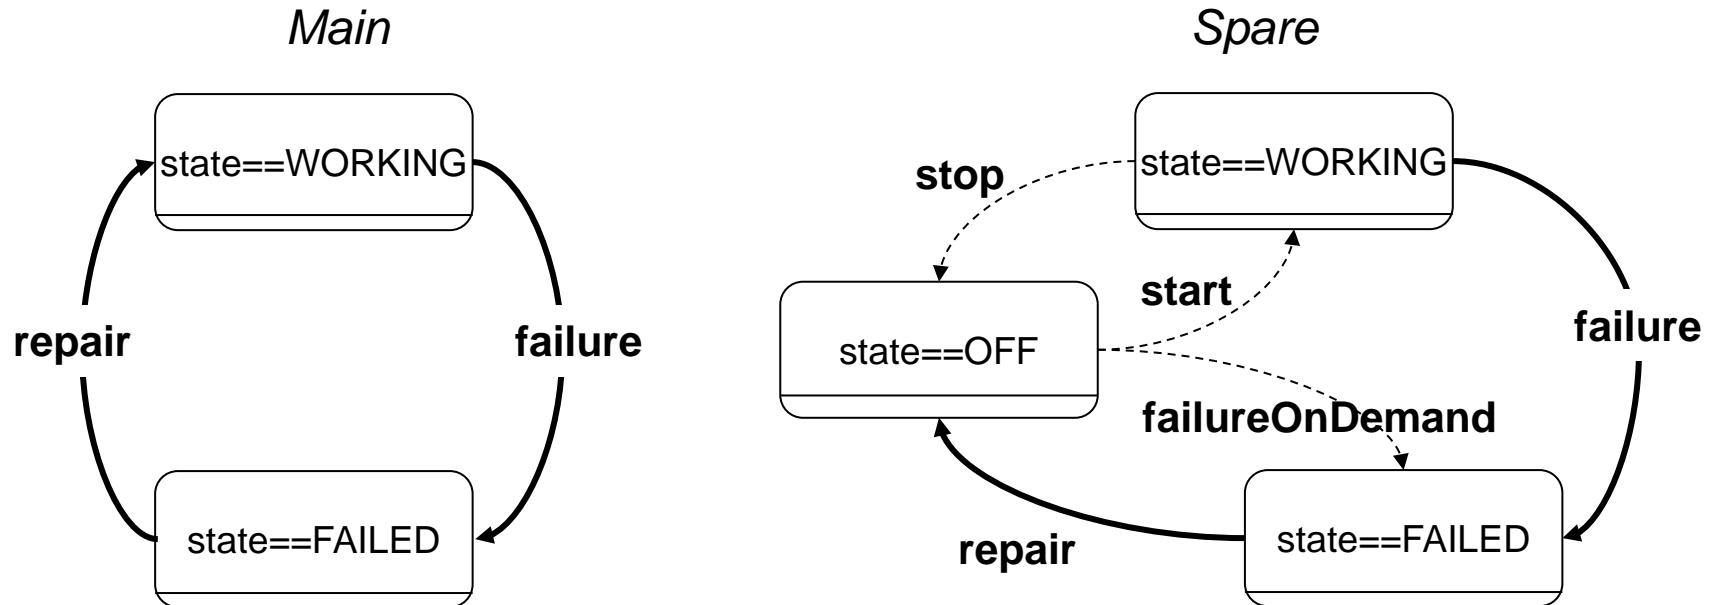 Main
state==WORKING
repair
failure
state==FAILED
Spare
state==WORKING
stop
start
state==OFF
failure
failureOnDemand
repair
state==FAILED